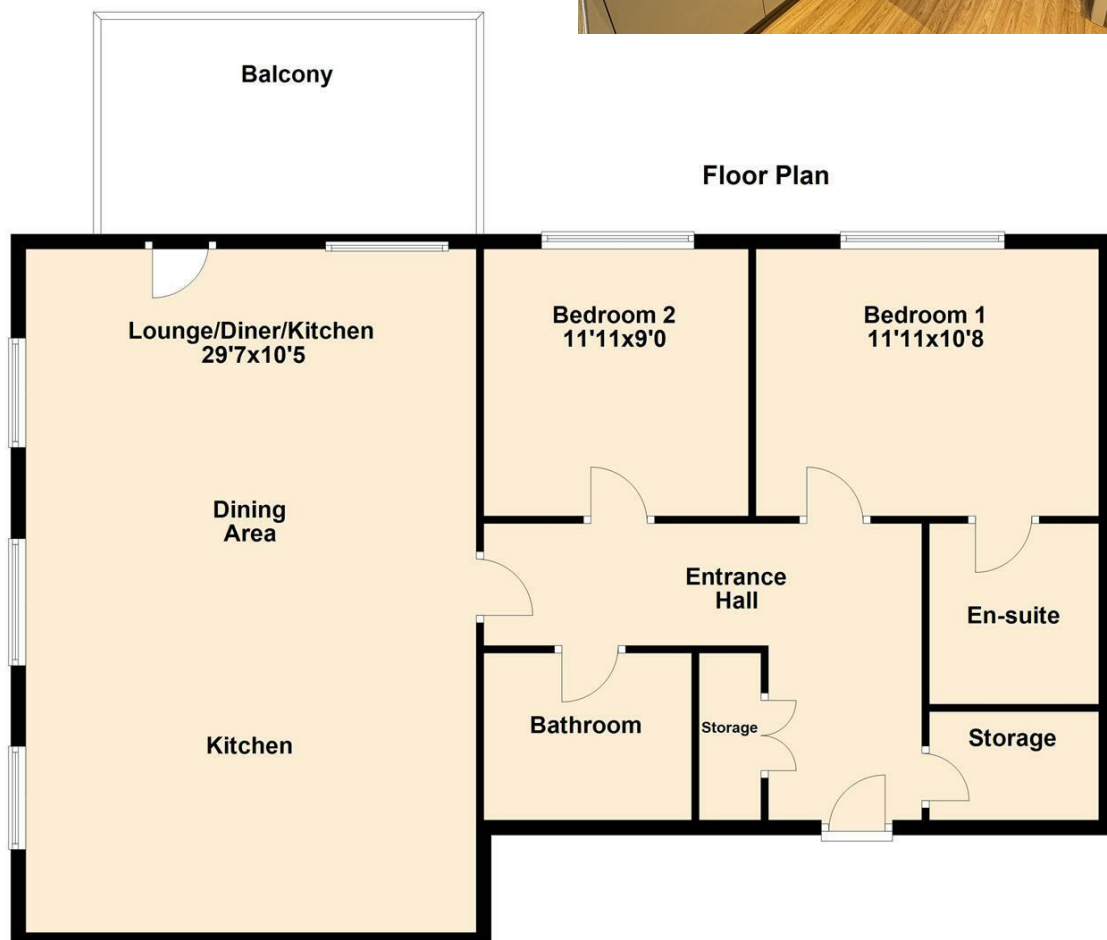 Balcony
Floor Plan
Lounge/Diner/Kitchen
29'7x10'5
Bedroom 2
11'11x9'0
Bedroom 1
11'11x10'8
Dining
Area
Entrance
Hall
En-suite
Bathroom
Storage
Storage
Kitchen